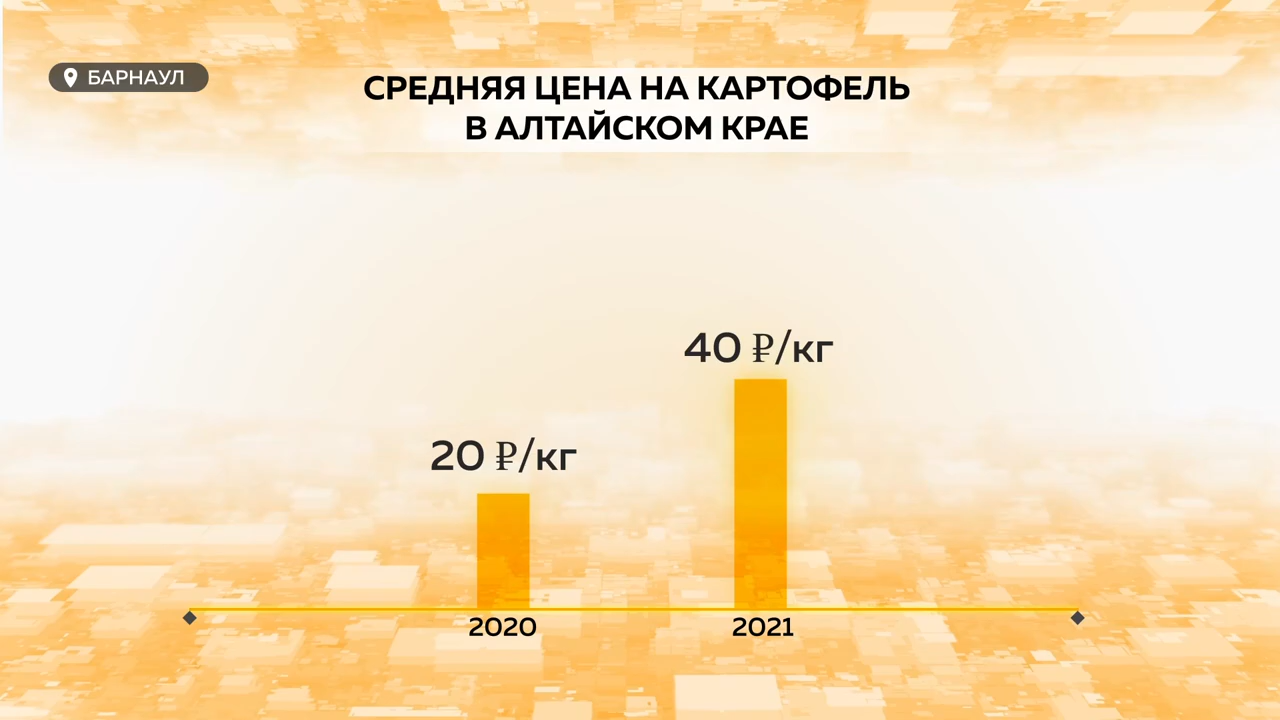 БАРНАУЛ
СРЕДНЯЯ ЦЕНА НА КАРТОФЕЛЬ
В АЛТАЙСКОМ КРАЕ
40 ₽/кг
20 ₽/кг
2020
2021